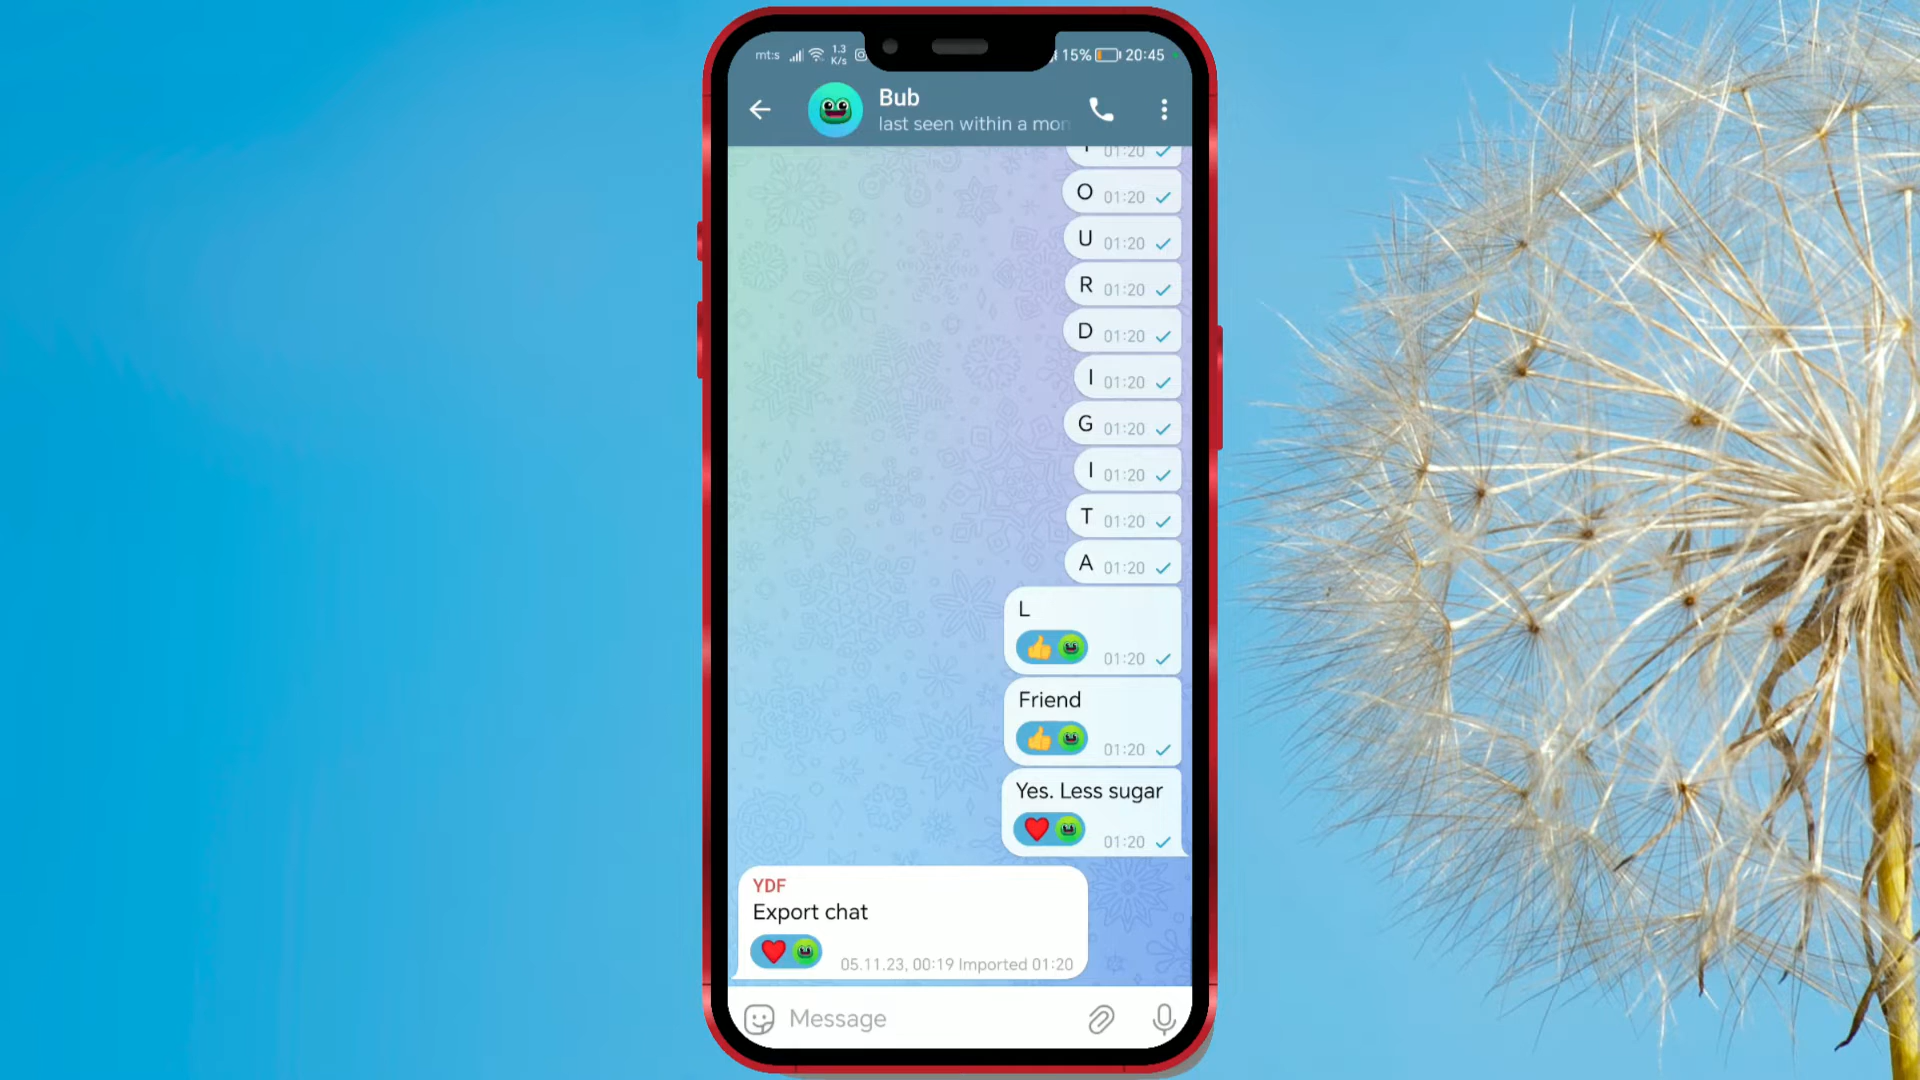 mt:s 1.3 K/s 15% 20:45
Bub
last seen within a mon
01:20
O 01:20
U 01:20
R 01:20
D 01:20
I 01:20
G 01:20
I 01:20
T 01:20
A 01:20
L
01:20
Friend
01:20
Yes. Less sugar
01:20
YDF
Export chat
05.11.23, 00:19 Imported 01:20
Message